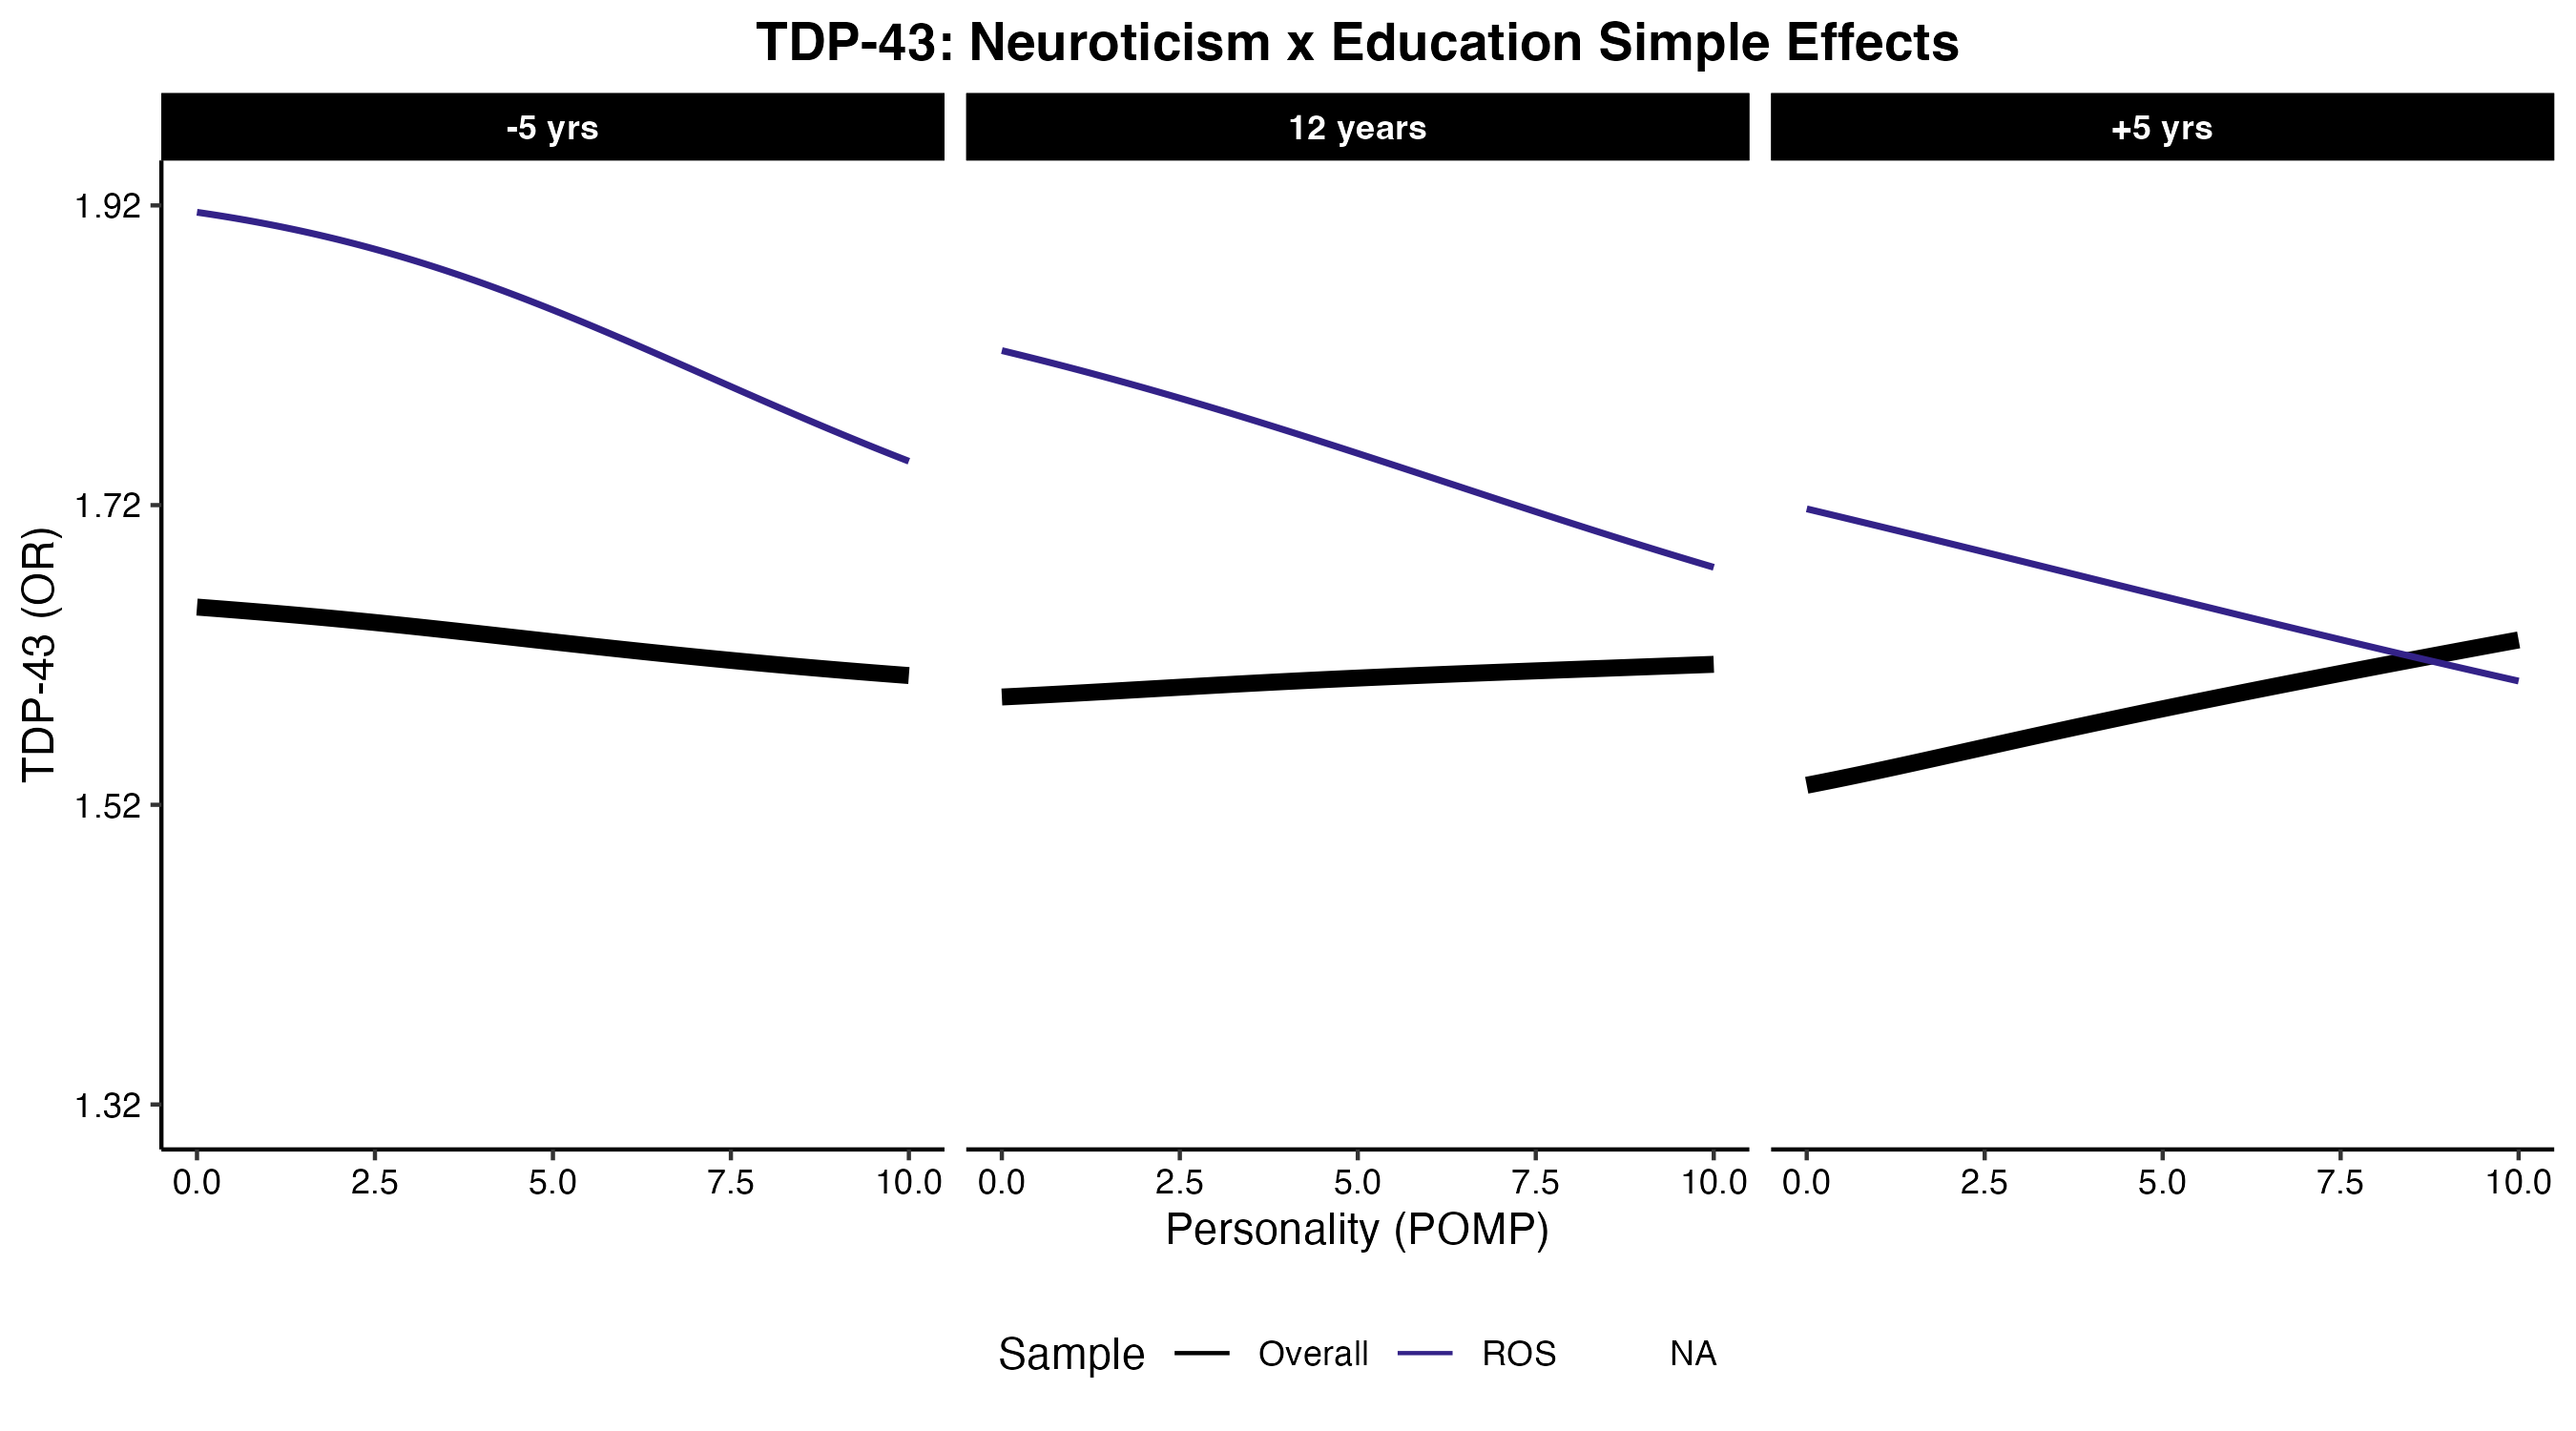 TDP-43: Neuroticism x Education Simple Effects
-5 yrs 12 years +5 yrs
TDP-43 (OR)
1.92
1.72
1.52
1.32
0.0 2.5 5.0 7.5 10.0 0.0 2.5 5.0 7.5 10.0 0.0 2.5 5.0 7.5 10.0
Personality (POMP)
Sample Overall ROS NA